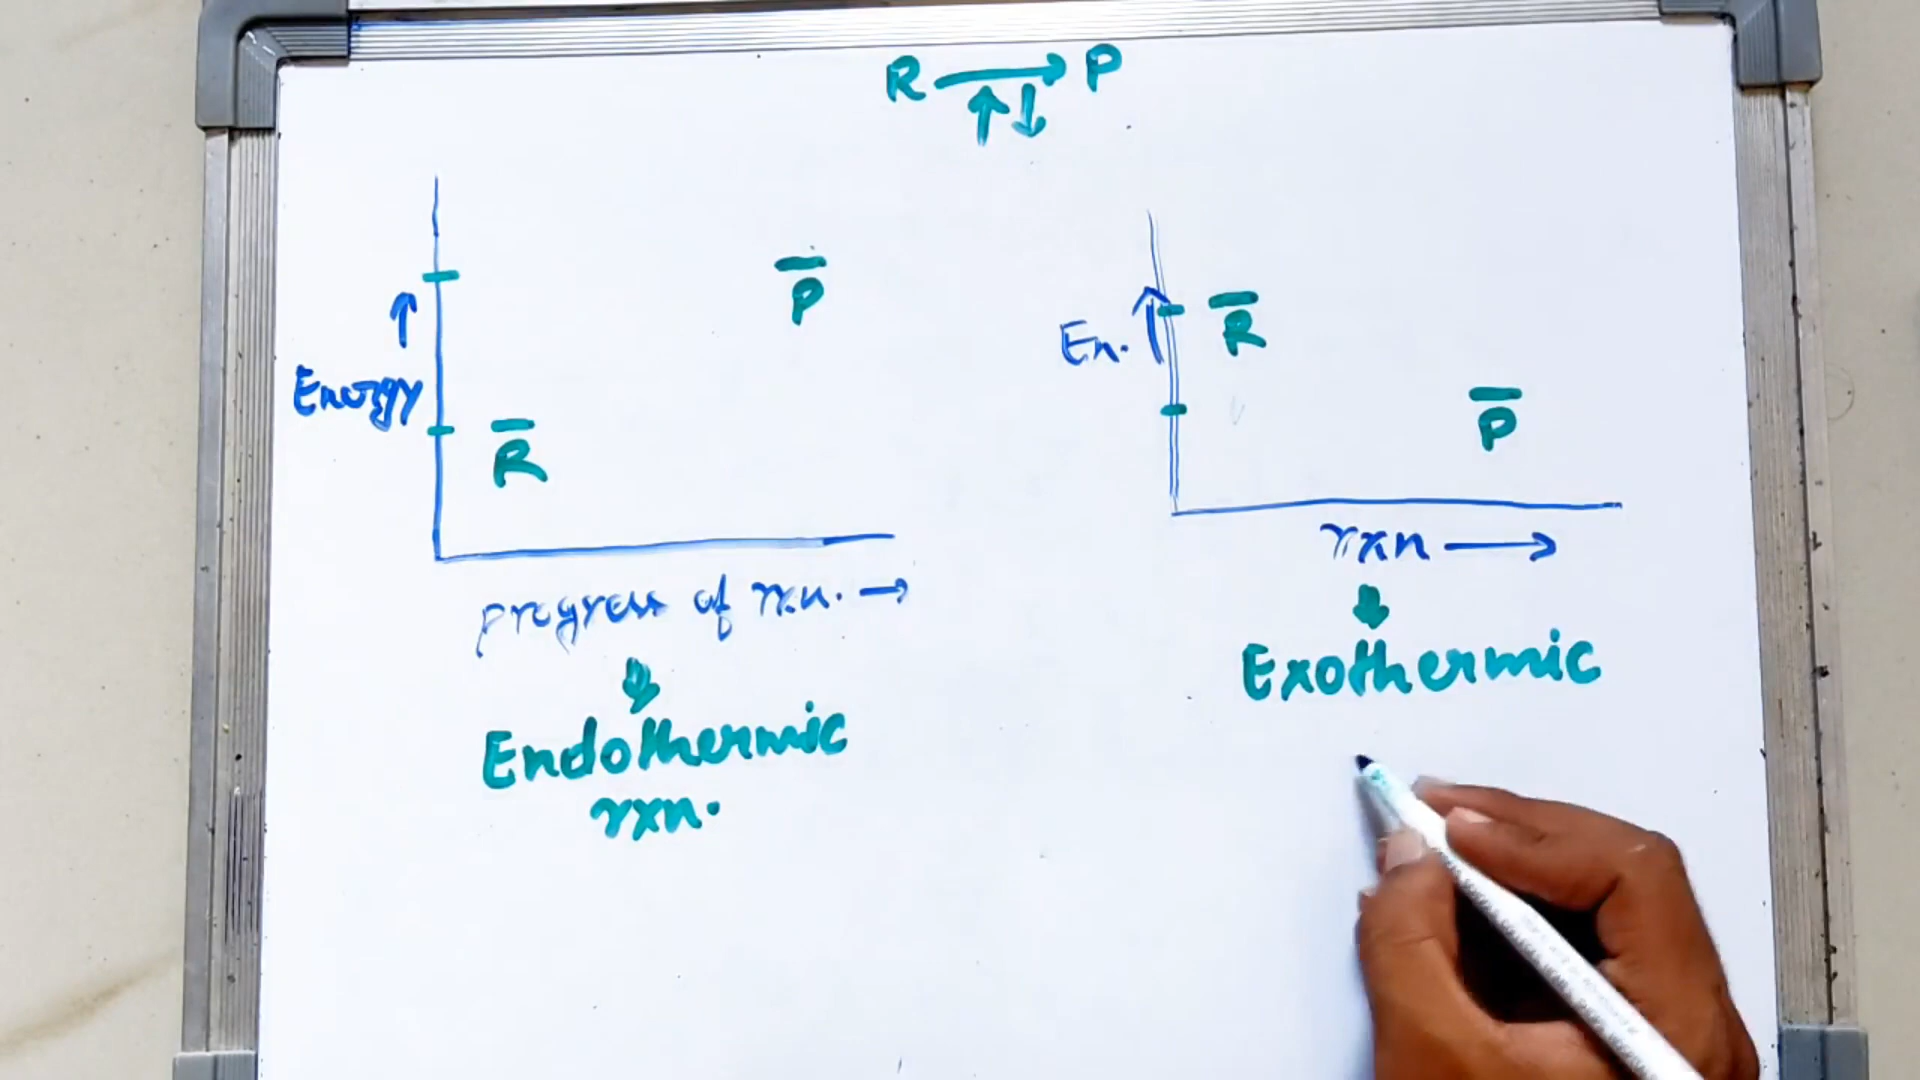 R → P
↑↓
P
↑
Energy
R
progress of rxn. →
↓
Endothermic
rxn.
R
En. ↑
P
rxn →
↓
Exothermic